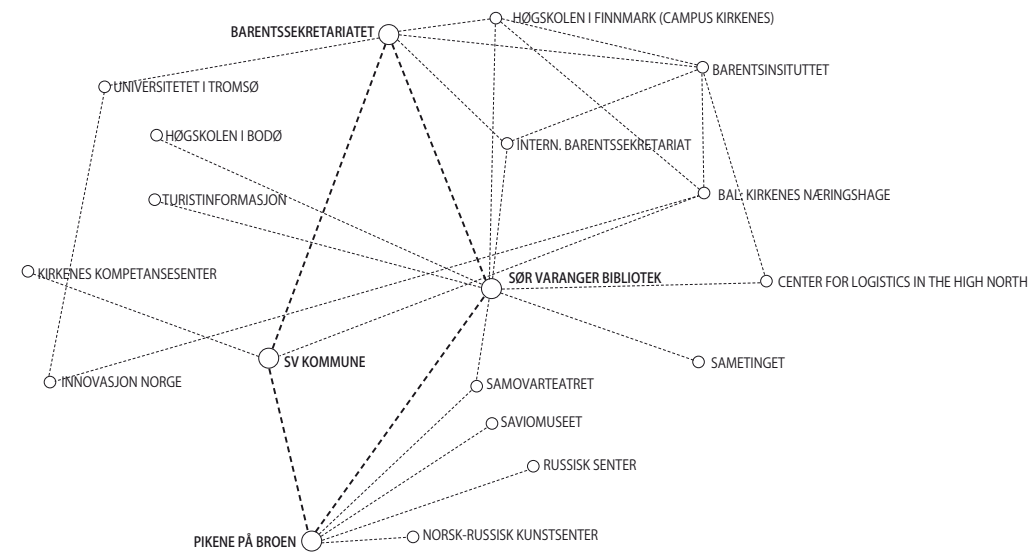 HØGSKOLEN I FINNMARK (CAMPUS KIRKENES)
BARENTSSEKRETARIATET
BARENTSINSITUTTET
UNIVERSITETET I TROMSØ
HØGSKOLEN I BODØ
INTERN. BARENTSSEKRETARIAT
BAL: KIRKENES NÆRINGSHAGE
TURISTINFORMASJON
KIRKENES KOMPETANSESENTER
SØR VARANGER BIBLIOTEK
CENTER FOR LOGISTICS IN THE HIGH NORTH
SV KOMMUNE
SAMETINGET
INNOVASJON NORGE
SAMOVARTEATRET
SAVIOMUSEET
RUSSISK SENTER
NORSK-RUSSISK KUNSTSENTER
PIKENE PÅ BROEN